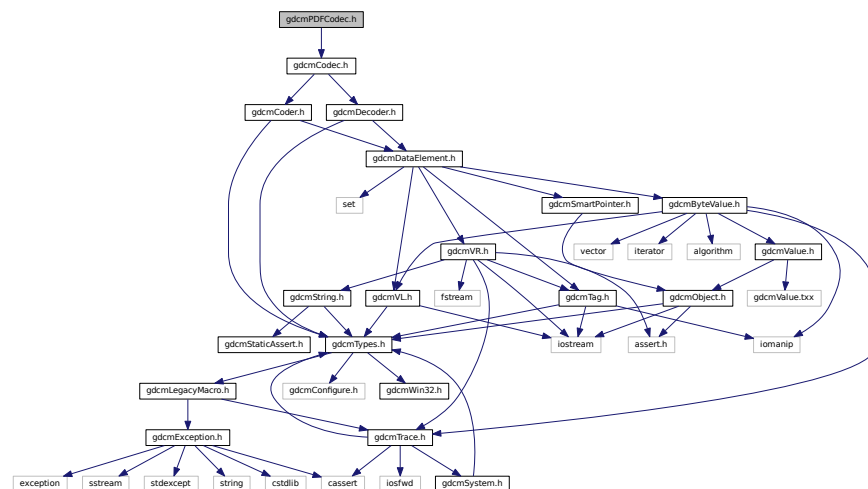 gdcmPDFCodec.h
gdcmCodec.h
gdcmCoder.h
gdcmDecoder.h
gdcmDataElement.h
set
gdcmSmartPointer.h
gdcmByteValue.h
gdcmVR.h
vector
iterator
algorithm
gdcmValue.h
gdcmString.h
gdcmVL.h
fstream
gdcmTag.h
gdcmObject.h
gdcmValue.txx
gdcmStaticAssert.h
gdcmTypes.h
iostream
assert.h
iomanip
gdcmLegacyMacro.h
gdcmConfigure.h
gdcmWin32.h
gdcmException.h
gdcmTrace.h
exception
sstream
stdexcept
string
cstdlib
cassert
iosfwd
gdcmSystem.h